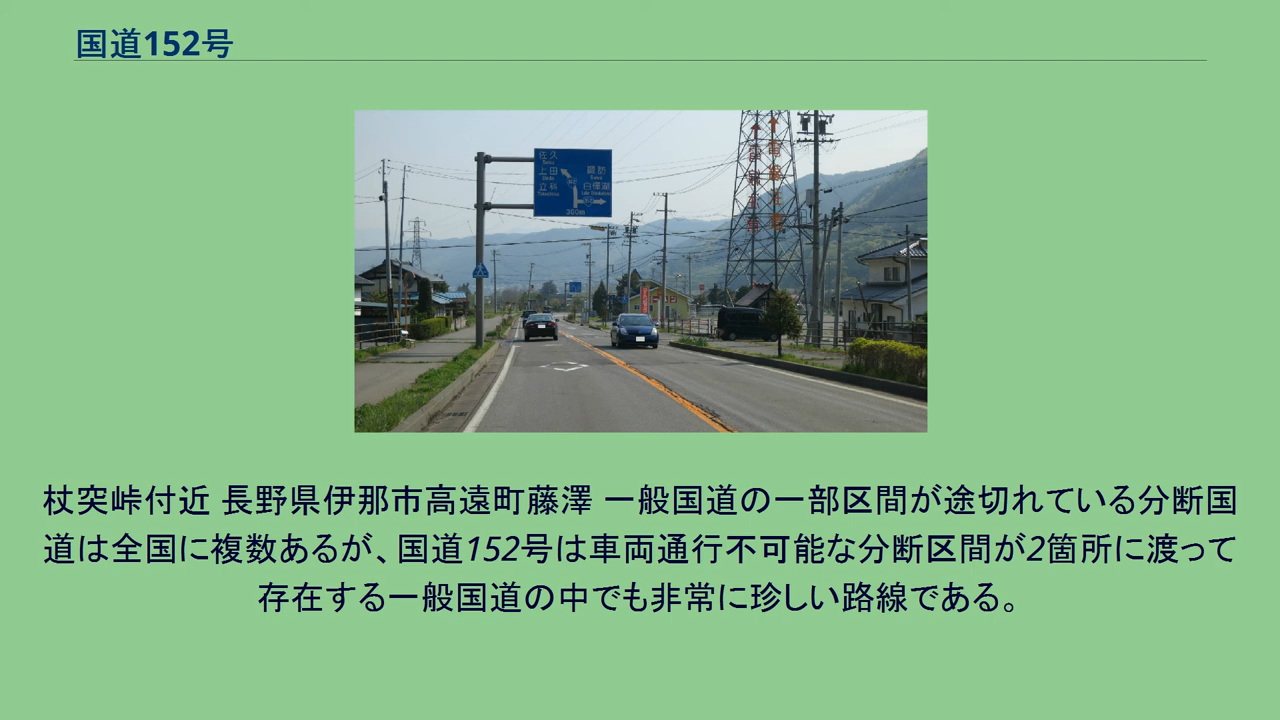 国道152号
佐久
上田
立科
諏訪
白樺湖
300m
杖突峠付近 長野県伊那市高遠町藤澤 一般国道の一部区間が途切れている分断国
道は全国に複数あるが、国道152号は車両通行不可能な分断区間が2箇所に渡って
存在する一般国道の中でも非常に珍しい路線である。